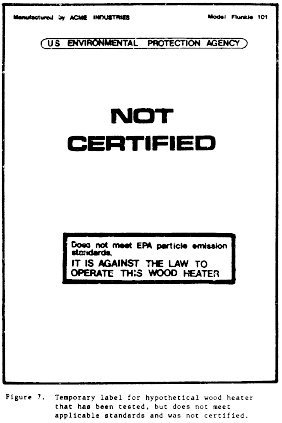 Manufactured by ACME INDUSTRIES Model Flunkie 101
US ENVIRONMENTAL PROTECTION AGENCY
NOT
CERTIFIED
Does not meet EPA particle emission
standards.
IT IS AGAINST THE LAW TO
OPERATE THIS WOOD HEATER
Figure 7. Temporary label for hypothetical wood heater
that has been tested, but does not meet
applicable standards and was not certified.